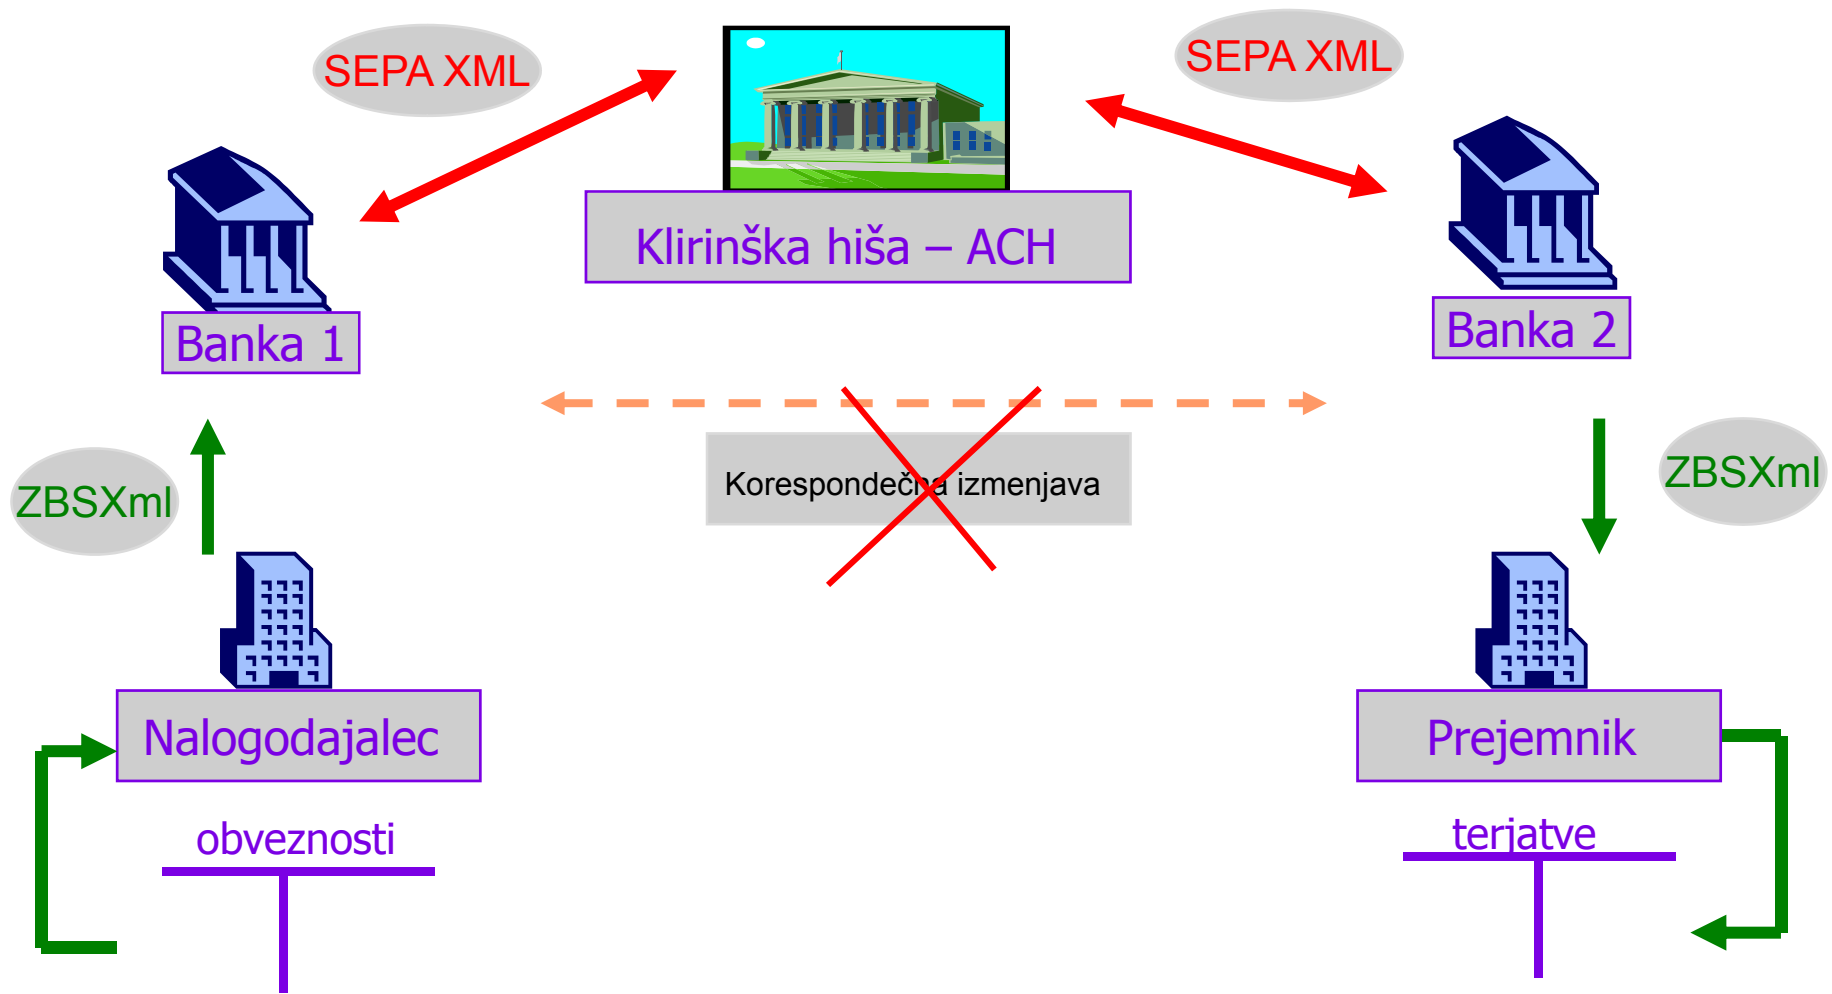 SEPA XML
SEPA XML
Klirinška hiša – ACH
Banka 1
Banka 2
Korespondečna izmenjava
ZBSXml
ZBSXml
Nalogodajalec
Prejemnik
obveznosti
terjatve